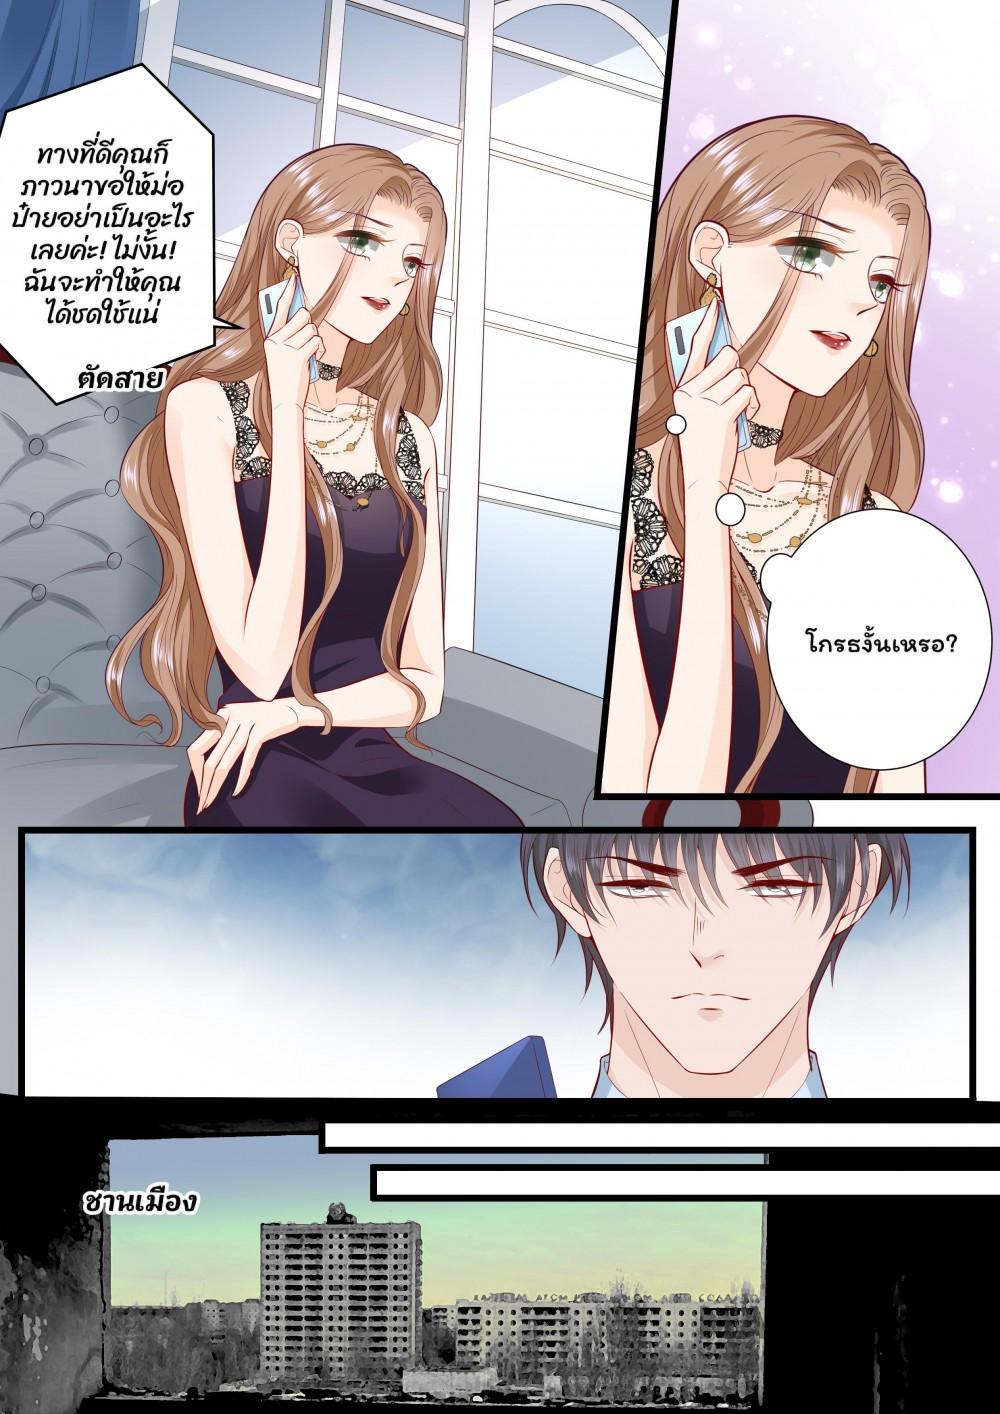 ทางที่ดีคุณก็
ภาวนาขอให้ม่อ
ป๋ายอย่าเป็นอะไร
เลยค่ะ! ไม่งั้น!
ฉันจะทำให้คุณ
ได้ชดใช้แน่
ตัดสาย
โกรธงั้นเหรอ?
ชานเมือง